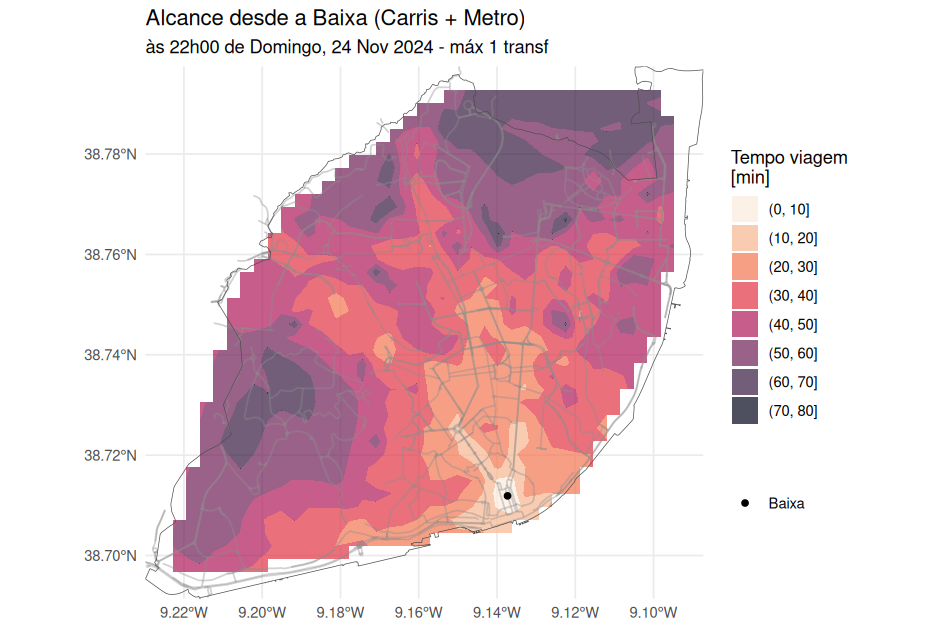 Alcance desde a Baixa (Carris + Metro)
às 22h00 de Domingo, 24 Nov 2024 - máx 1 transf
38.78°N
38.76°N
38.74°N
38.72°N
38.70°N
9.22°W
9.20°W
9.18°W
9.16°W
9.14°W
9.12°W
9.10°W
Tempo viagem
[min]
(0, 10]
(10, 20]
(20, 30]
(30, 40]
(40, 50]
(50, 60]
(60, 70]
(70, 80]
Baixa